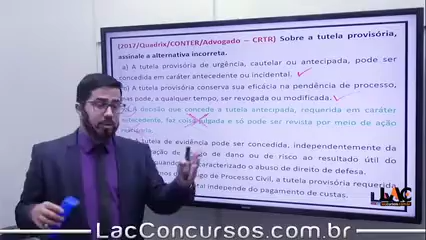 (2017/Quadrix/CONTER/Advogado – CRTR) Sobre a tutela provisória,
assinale a alternativa incorreta.
a) A tutela provisória de urgência, cautelar ou antecipada, pode ser
concedida em caráter antecedente ou incidental.
b) A tutela provisória conserva sua eficácia na pendência do processo,
mas pode, a qualquer tempo, ser revogada ou modificada.
A decisão que concede a tutela antecipada, requerida em caráter
antecedente, faz coisa julgada e só pode ser revista por meio de ação
tutela de evidência pode ser concedida, independentemente da
de perigo de dano ou de risco ao resultado útil do
quando caracterizado o abuso do direito de defesa.
de Processo Civil, a tutela provisória requerida
independe do pagamento de custas.
LAC
LacConcursos.com.br